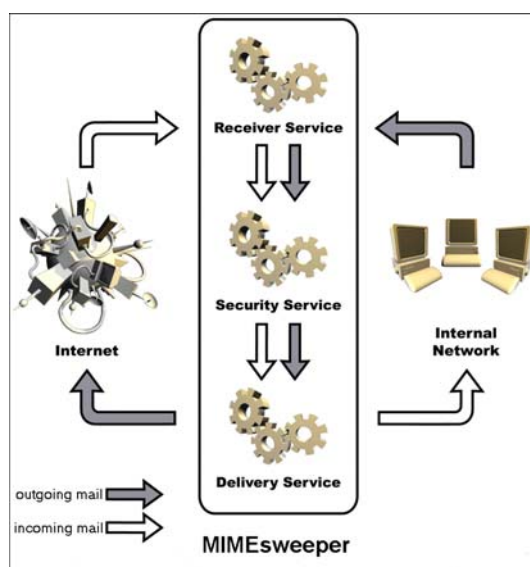 Receiver Service
Security Service
Internet
Internal
Network
Delivery Service
outgoing mail
incoming mail
MIMEsweeper